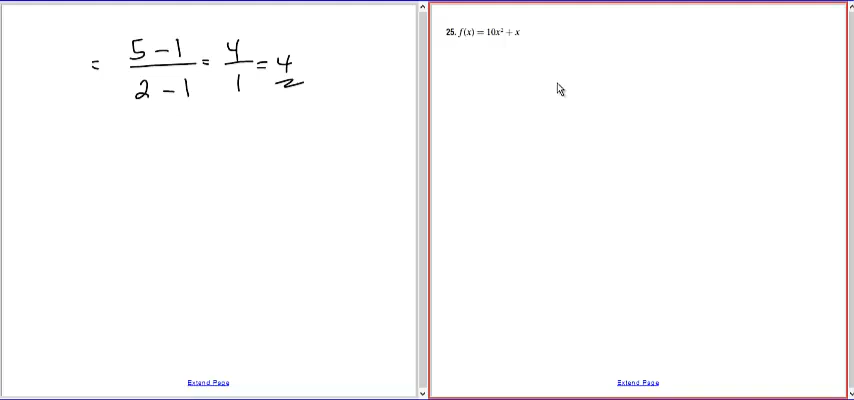 = 5 - 1 / 2 - 1 = 4 / 1 = 4
Extend Page
25. f(x) = 10x² + x
Extend Page